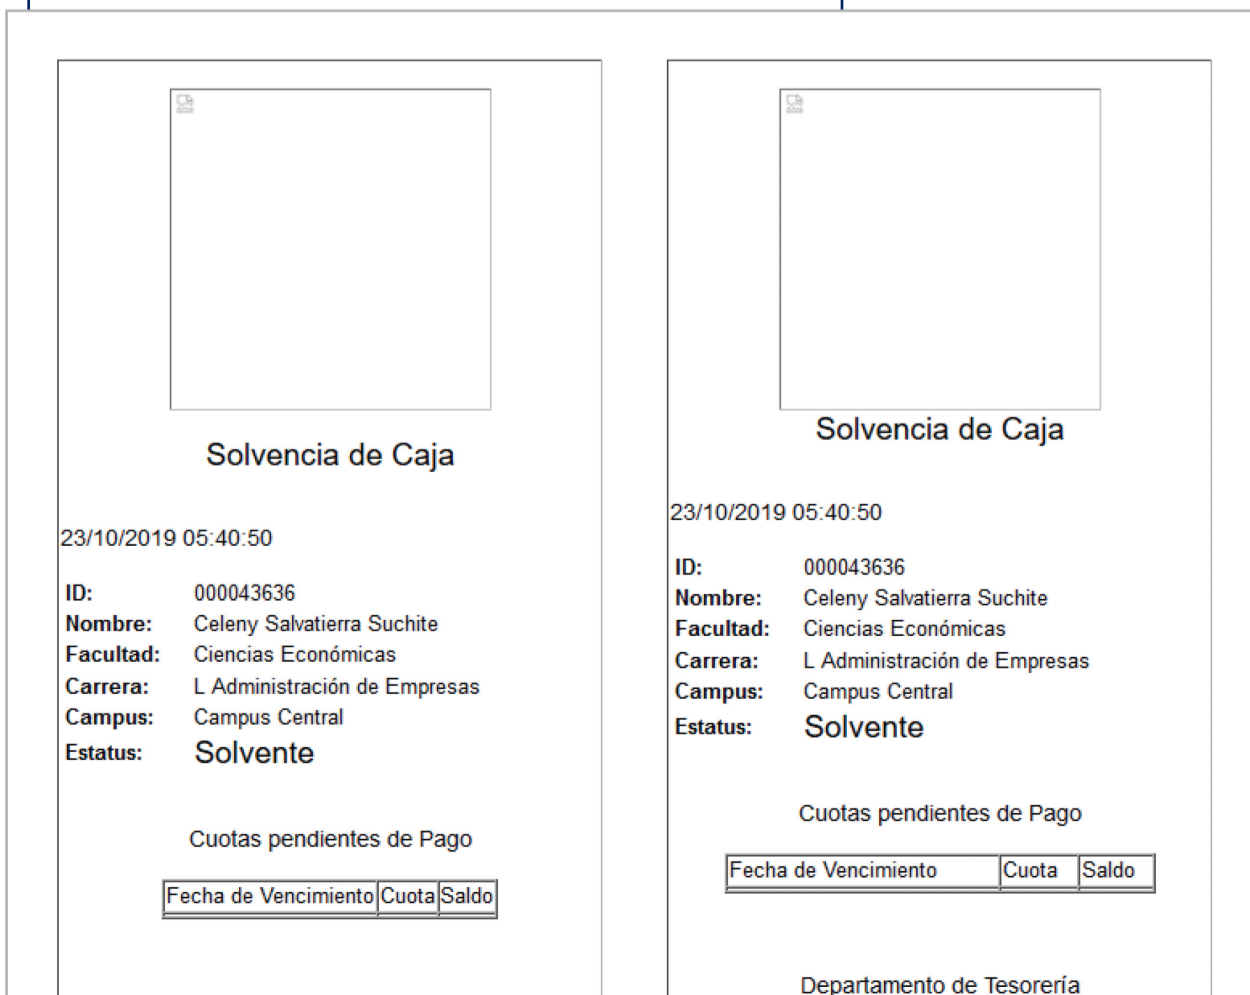 Solvencia de Caja
23/10/2019 05:40:50
ID: 000043636
Nombre: Celeny Salvatierra Suchite
Facultad: Ciencias Económicas
Carrera: L Administración de Empresas
Campus: Campus Central
Estatus: Solvente
Cuotas pendientes de Pago
Fecha de Vencimiento Cuota Saldo
Solvencia de Caja
23/10/2019 05:40:50
ID: 000043636
Nombre: Celeny Salvatierra Suchite
Facultad: Ciencias Económicas
Carrera: L Administración de Empresas
Campus: Campus Central
Estatus: Solvente
Cuotas pendientes de Pago
Fecha de Vencimiento Cuota Saldo
Departamento de Tesorería